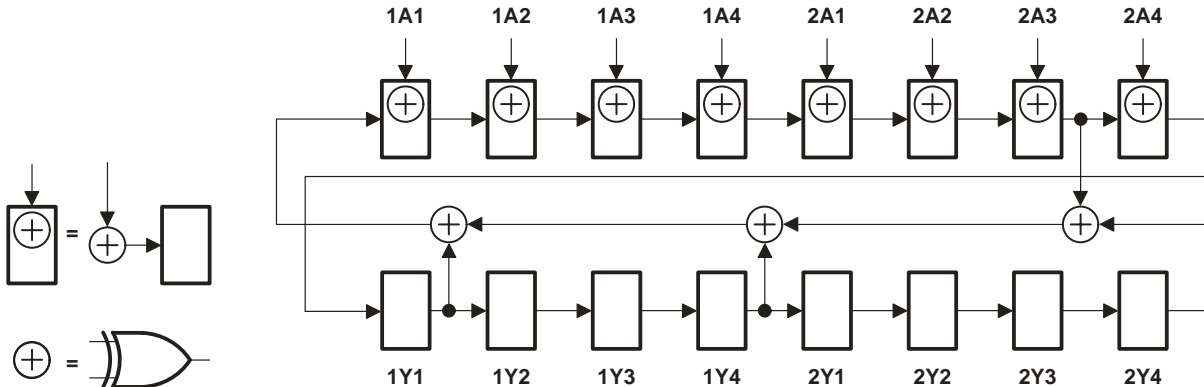 1A1 1A2 1A3 1A4 2A1 2A2 2A3 2A4
=
=
1Y1 1Y2 1Y3 1Y4 2Y1 2Y2 2Y3 2Y4